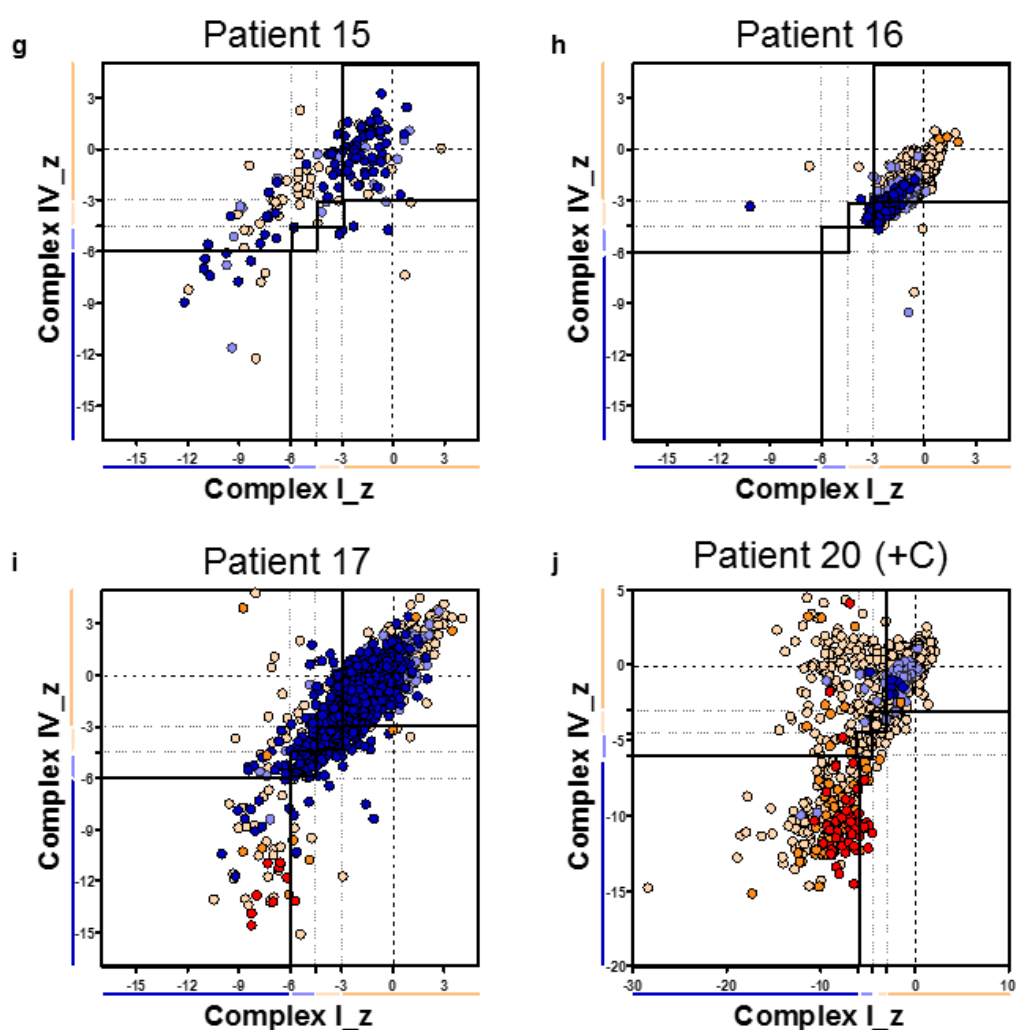 g
Patient 15
Complex IV_z
3
0
-3
-6
-9
-12
-15
-15 -12 -9 -6 -3 0 3
Complex I_z
h
Patient 16
Complex IV_z
3
0
-3
-6
-9
-12
-15
-15 -12 -9 -6 -3 0 3
Complex I_z
i
Patient 17
Complex IV_z
3
0
-3
-6
-9
-12
-15
-15 -12 -9 -6 -3 0 3
Complex I_z
j
Patient 20 (+C)
Complex IV_z
5
0
-5
-10
-15
-20
-30 -20 -10 0 10
Complex I_z